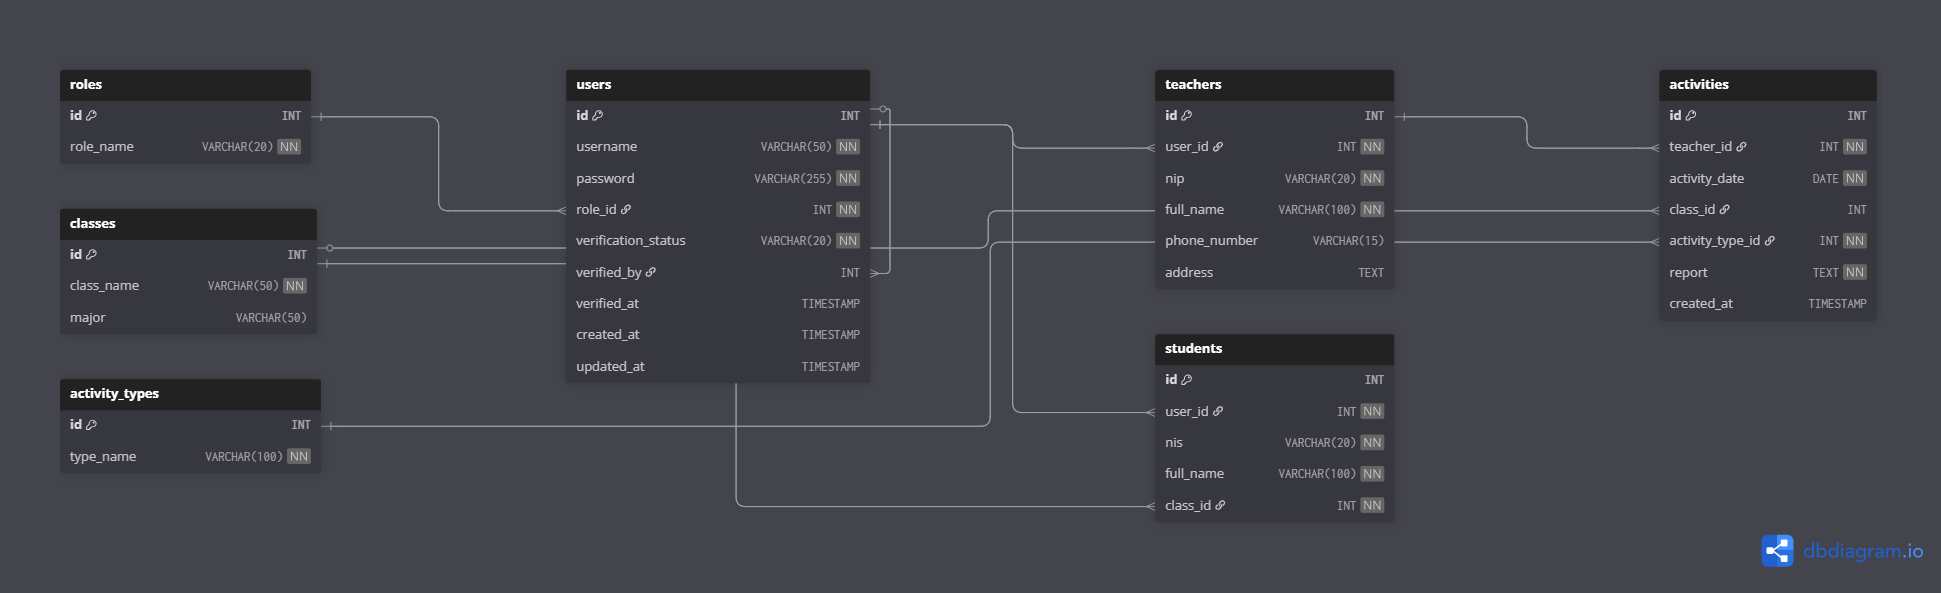 roles
id INT
role_name VARCHAR(20) NN
classes
id INT
class_name VARCHAR(50) NN
major VARCHAR(50)
activity_types
id INT
type_name VARCHAR(100) NN
users
id INT
username VARCHAR(50) NN
password VARCHAR(255) NN
role_id INT NN
verification_status VARCHAR(20) NN
verified_by INT
verified_at TIMESTAMP
created_at TIMESTAMP
updated_at TIMESTAMP
teachers
id INT
user_id INT NN
nip VARCHAR(20) NN
full_name VARCHAR(100) NN
phone_number VARCHAR(15)
address TEXT
students
id INT
user_id INT NN
nis VARCHAR(20) NN
full_name VARCHAR(100) NN
class_id INT NN
activities
id INT
teacher_id INT NN
activity_date DATE NN
class_id INT
activity_type_id INT NN
report TEXT NN
created_at TIMESTAMP
dbdiagram.io